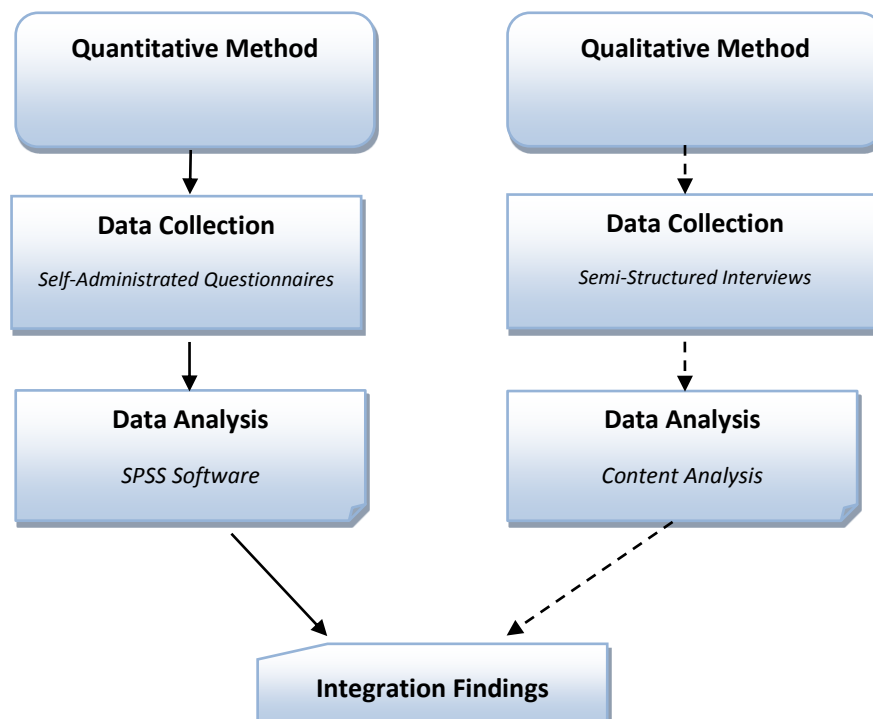 Quantitative Method
Qualitative Method
Data Collection
Self-Administrated Questionnaires
Data Collection
Semi-Structured Interviews
Data Analysis
SPSS Software
Data Analysis
Content Analysis
Integration Findings